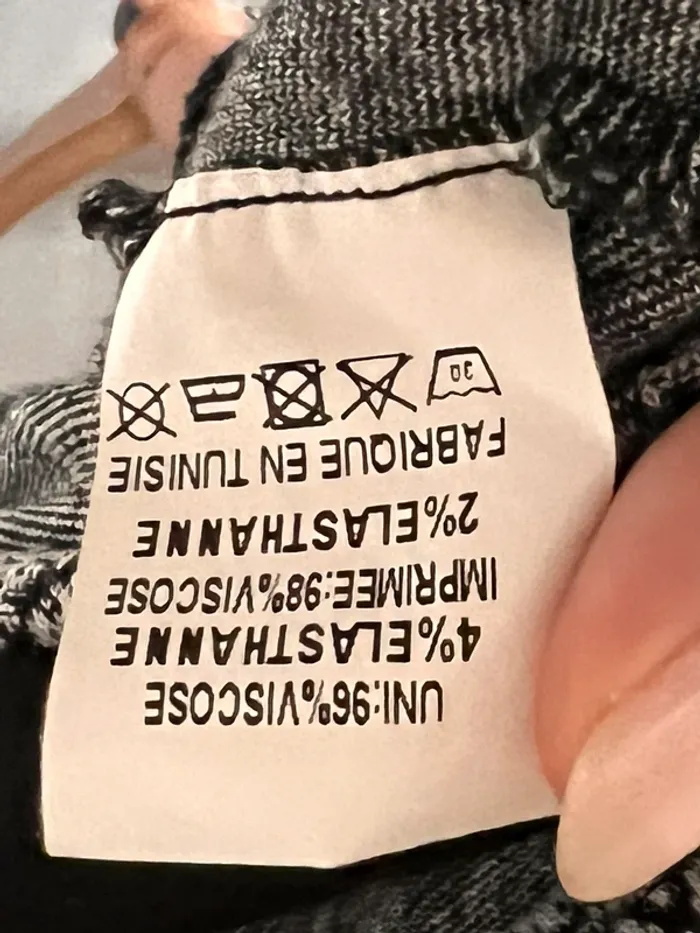 UNI:96%VISCOSE
4%ELASTHANNE
IMPRIMEE:98%VISCOSE
2%ELASTHANNE
FABRIQUE EN TUNISIE
30